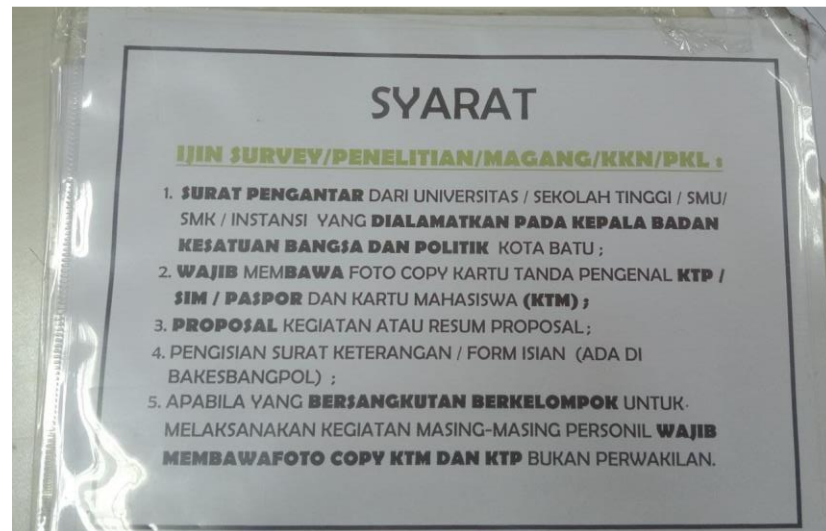 SYARAT
IJIN SURVEY/PENELITIAN/MAGANG/KKN/PKL :
1. SURAT PENGANTAR DARI UNIVERSITAS / SEKOLAH TINGGI / SMU/
SMK / INSTANSI YANG DIALAMATKAN PADA KEPALA BADAN
KESATUAN BANGSA DAN POLITIK KOTA BATU ;
2. WAJIB MEMBAWA FOTO COPY KARTU TANDA PENGENAL KTP /
SIM / PASPOR DAN KARTU MAHASISWA (KTM) ;
3. PROPOSAL KEGIATAN ATAU RESUM PROPOSAL ;
4. PENGISIAN SURAT KETERANGAN / FORM ISIAN (ADA DI
BAKESBANGPOL) ;
5. APABILA YANG BERSANGKUTAN BERKELOMPOK UNTUK
MELAKSANAKAN KEGIATAN MASING-MASING PERSONIL WAJIB
MEMBAWAFOTO COPY KTM DAN KTP BUKAN PERWAKILAN.